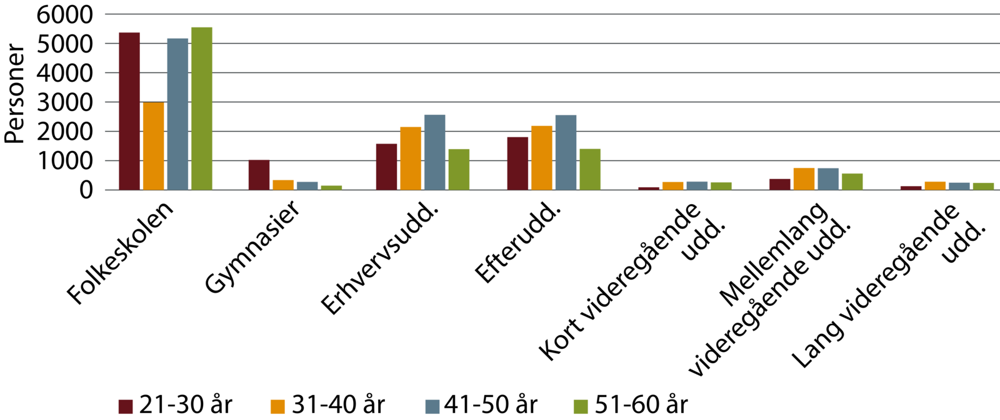 Personer
6000
5000
4000
3000
2000
1000
0
Folkeskolen
Gymnasier
Erhvervsudd.
Efterudd.
Kort videregående
udd.
Mellemlang
videregående udd.
Lang videregående
udd.
21-30 år
31-40 år
41-50 år
51-60 år